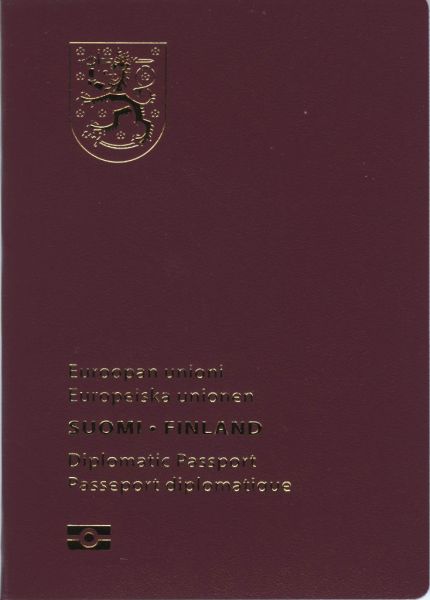 Euroopan unioni
Europeiska unionen
SUOMI • FINLAND
Diplomatic Passport
Passeport diplomatique